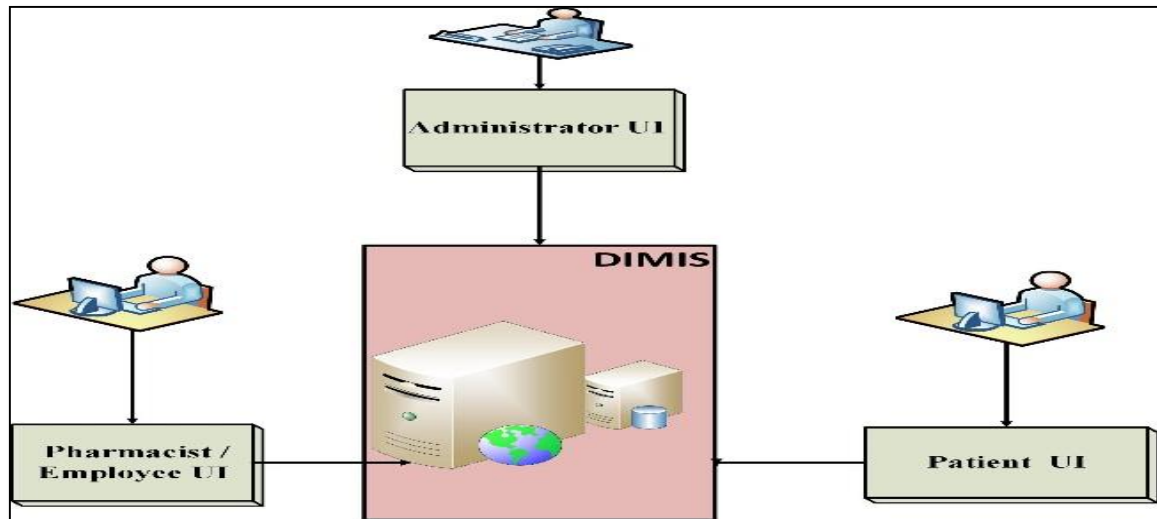 Administrator UI
DIMIS
Pharmacist /
Employee UI
Patient UI